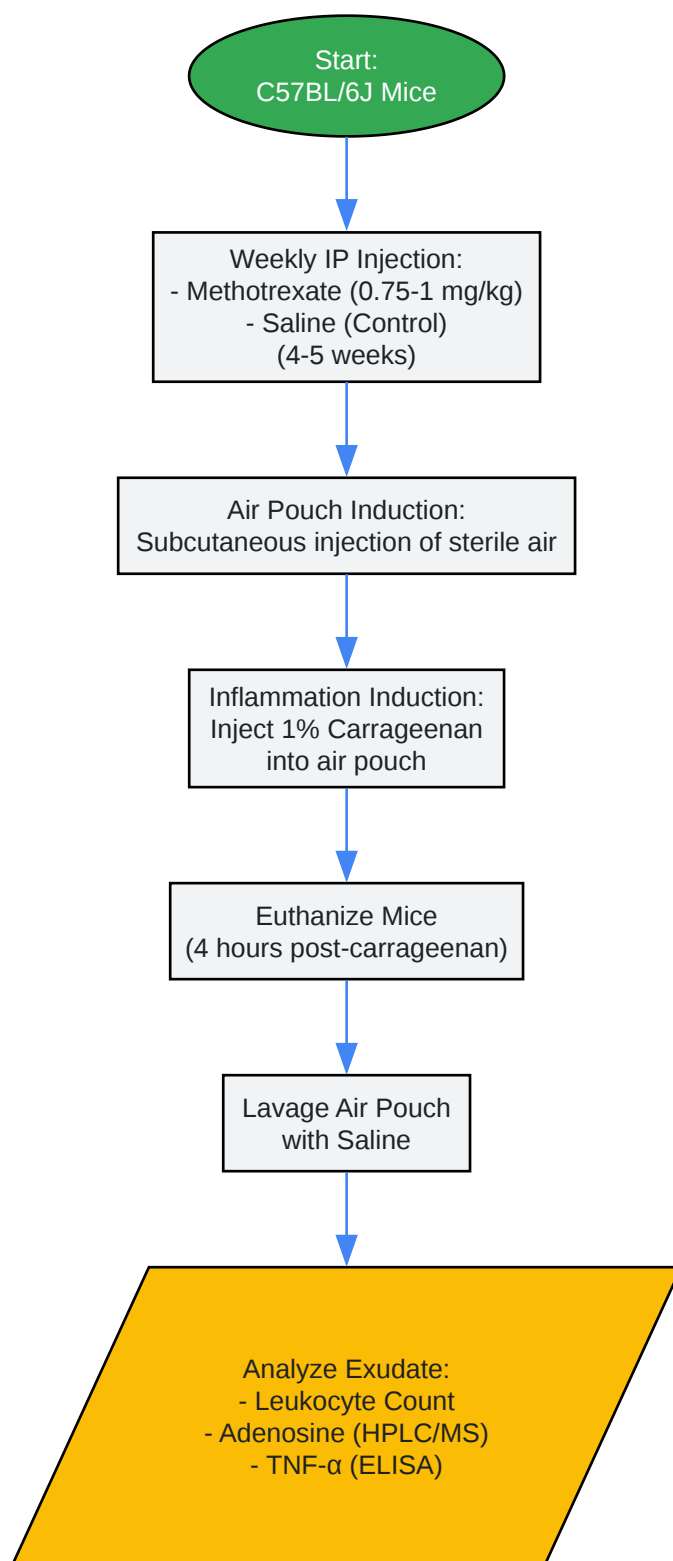 Start:
C57BL/6J Mice
Weekly IP Injection:
- Methotrexate (0.75-1 mg/kg)
- Saline (Control)
(4-5 weeks)
Air Pouch Induction:
Subcutaneous injection of sterile air
Inflammation Induction:
Inject 1% Carrageenan
into air pouch
Euthanize Mice
(4 hours post-carrageenan)
Lavage Air Pouch
with Saline
Analyze Exudate:
- Leukocyte Count
- Adenosine (HPLC/MS)
- TNF-α (ELISA)